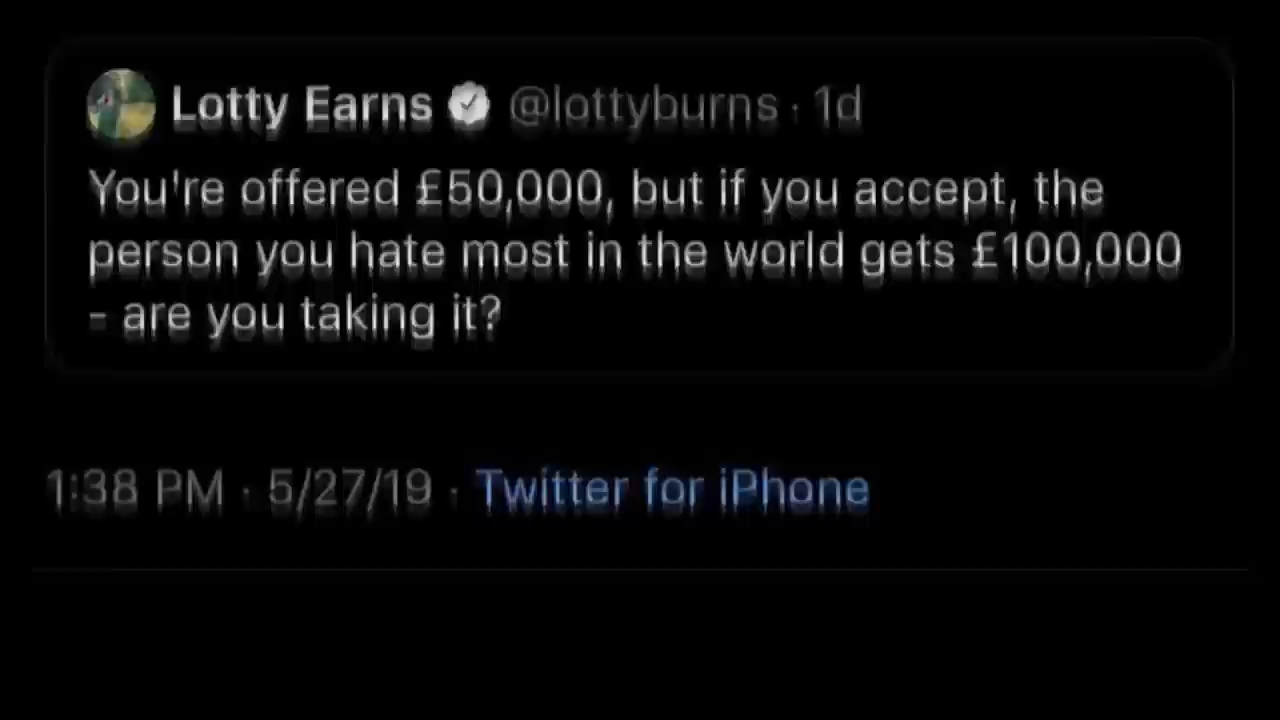 Lotty Earns @lottyburns · 1d
You're offered £50,000, but if you accept, the
person you hate most in the world gets £100,000
- are you taking it?
1:38 PM · 5/27/19 · Twitter for iPhone